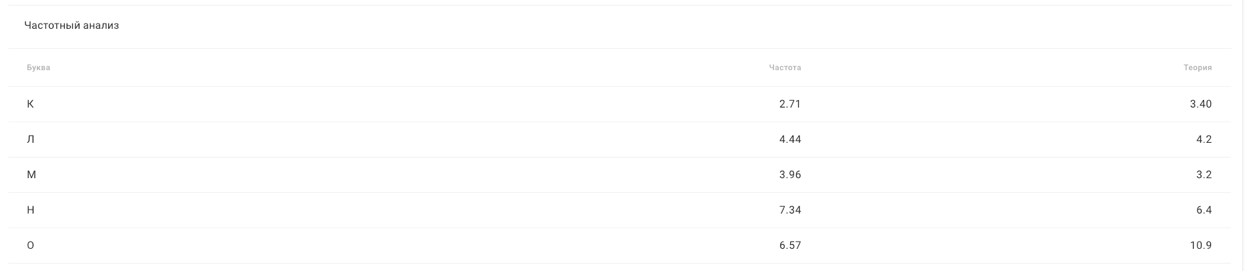 Частотный анализ
Буква Частота Теория
К 2.71 3.40
Л 4.44 4.2
М 3.96 3.2
Н 7.34 6.4
О 6.57 10.9